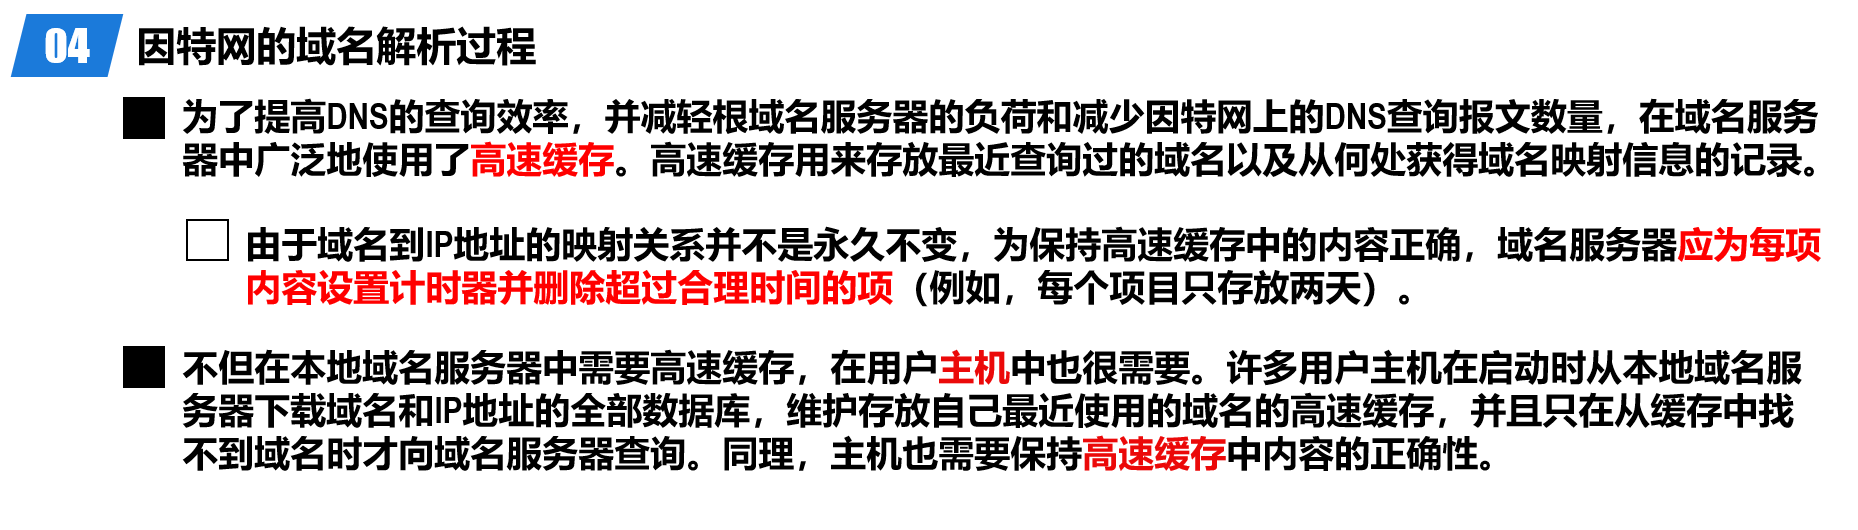 04 因特网的域名解析过程
为了提高DNS的查询效率，并减轻根域名服务器的负荷和减少因特网上的DNS查询报文数量，在域名服务
器中广泛地使用了高速缓存。高速缓存用来存放最近查询过的域名以及从何处获得域名映射信息的记录。
由于域名到IP地址的映射关系并不是永久不变，为保持高速缓存中的内容正确，域名服务器应为每项
内容设置计时器并删除超过合理时间的项（例如，每个项目只存放两天）。
不但在本地域名服务器中需要高速缓存，在用户主机中也很需要。许多用户主机在启动时从本地域名服
务器下载域名和IP地址的全部数据库，维护存放自己最近使用的域名的高速缓存，并且只在从缓存中找
不到域名时才向域名服务器查询。同理，主机也需要保持高速缓存中内容的正确性。